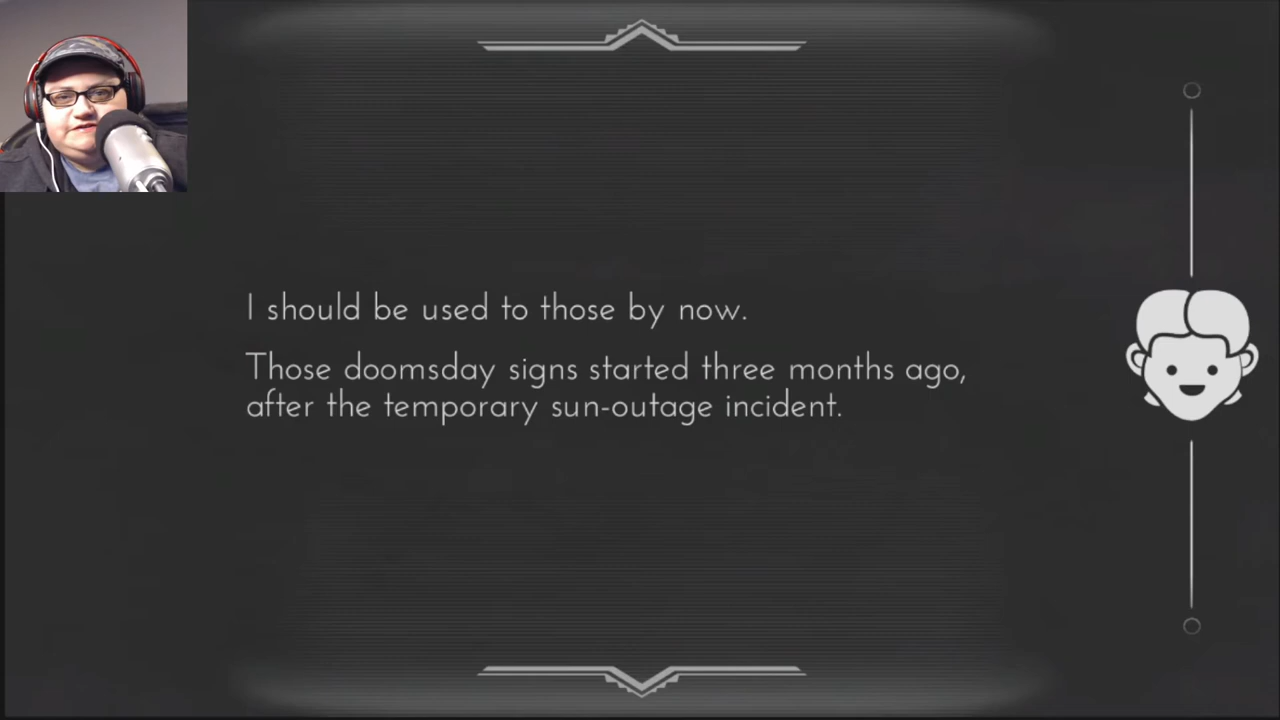 I should be used to those by now.
Those doomsday signs started three months ago,
after the temporary sun-outage incident.